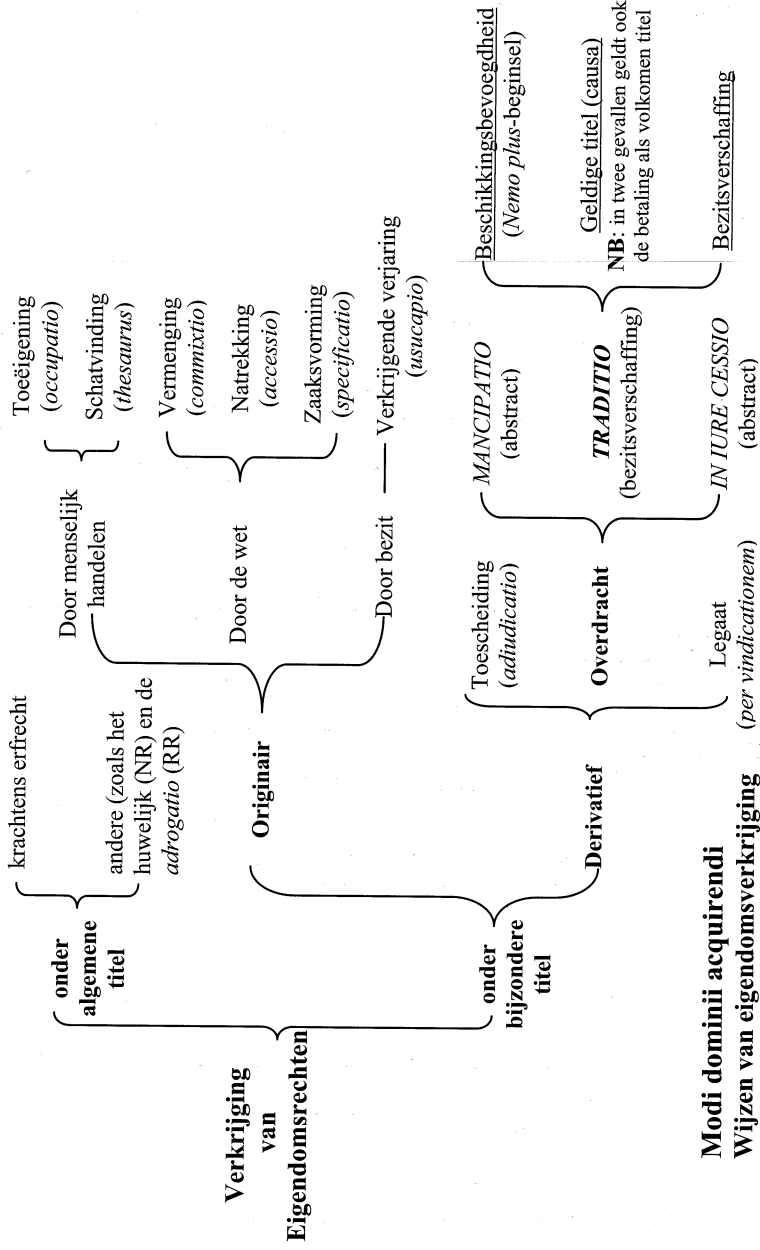 Verkrijging
van
Eigendomsrechten
onder
algemene
titel
krachtens erfrecht
andere (zoals het
huwelijk (NR) en de
adrogatio (RR)
onder
bijzondere
titel
Originair
Door menselijk
handelen
Toeëigening
(occupatio)
Schatvinding
(thesaurus)
Door de wet
Vermenging
(commixtio)
Natrekking
(accessio)
Zaaksvorming
(specificatio)
Door bezit
Verkrijgende verjaring
(usucapio)
Derivatief
Toescheiding
(adiudicatio)
Overdracht
Legaat
(per vindicationem)
MANCIPATIO
(abstract)
TRADITIO
(bezitsverschaffing)
IN IURE CESSIO
(abstract)
Beschikkingsbevoegdheid
(Nemo plus-beginsel)
Geldige titel (causa)
NB: in twee gevallen geldt ook
de betaling als volkomen titel
Bezitsverschaffing
Modi dominii acquirendi
Wijzen van eigendomsverkrijging